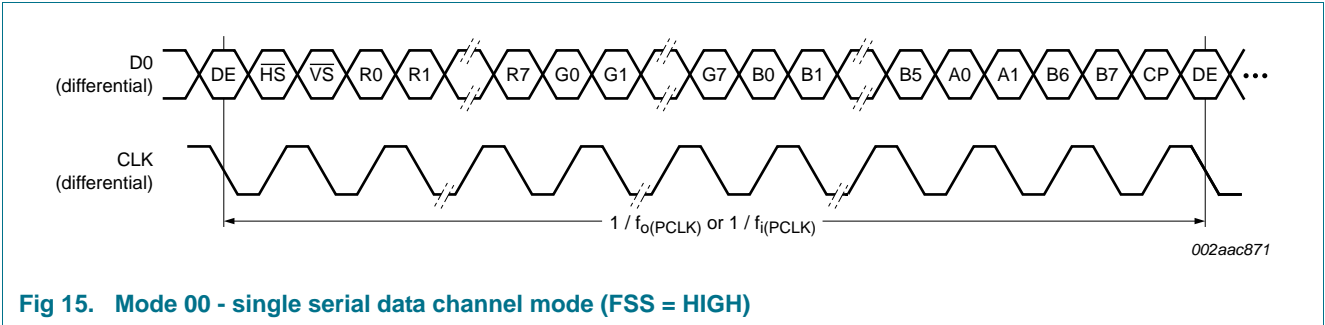 D0
(differential)
DE H̅S̅ V̅S̅ R0 R1 R7 G0 G1 G7 B0 B1 B5 A0 A1 B6 B7 CP DE •••
CLK
(differential)
1 / fo(PCLK) or 1 / fi(PCLK)
002aac871
Fig 15. Mode 00 - single serial data channel mode (FSS = HIGH)